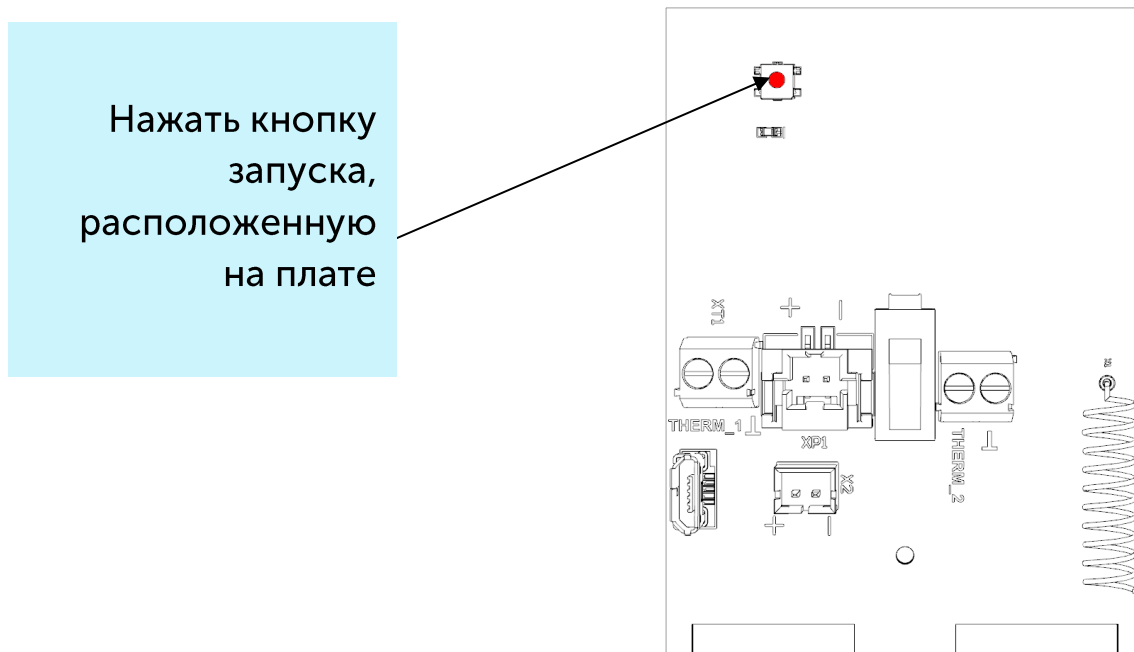 Нажать кнопку
запуска,
расположенную
на плате
XT1
+ −
THERM_1
XP1
X2
THERM_2
+ −